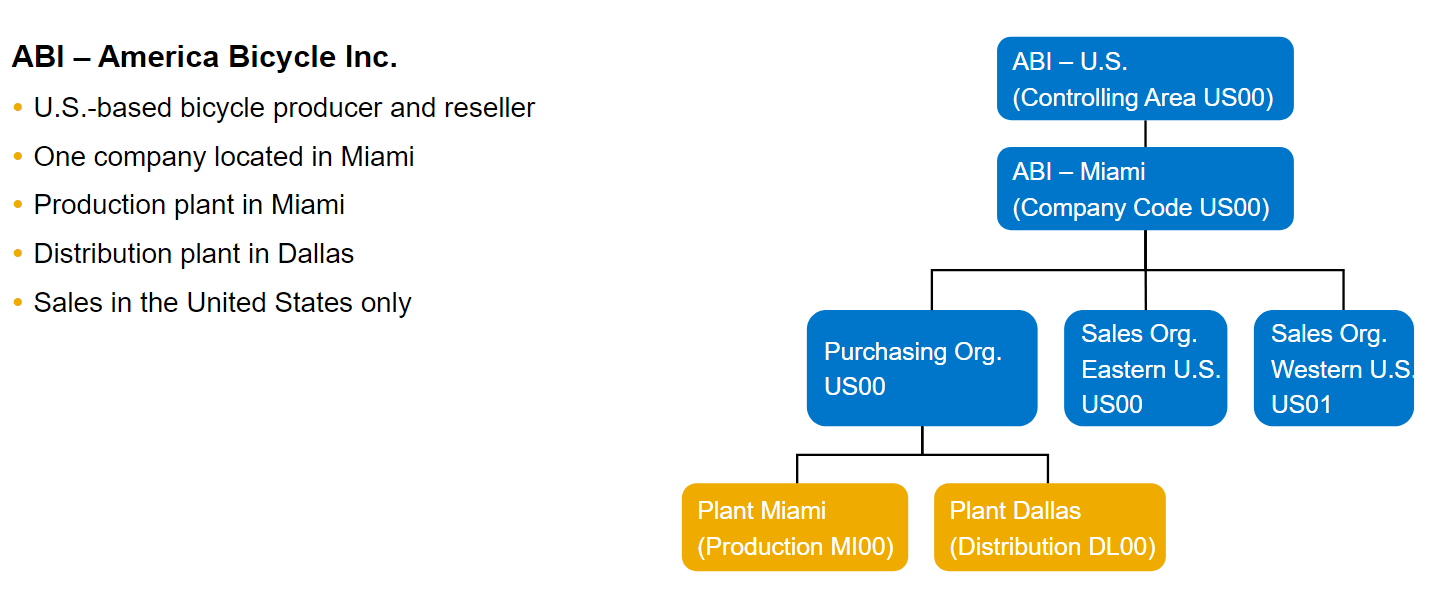 ABI – America Bicycle Inc.
• U.S.-based bicycle producer and reseller
• One company located in Miami
• Production plant in Miami
• Distribution plant in Dallas
• Sales in the United States only
ABI – U.S.
(Controlling Area US00)
ABI – Miami
(Company Code US00)
Purchasing Org.
US00
Sales Org.
Eastern U.S.
US00
Sales Org.
Western U.S.
US01
Plant Miami
(Production MI00)
Plant Dallas
(Distribution DL00)